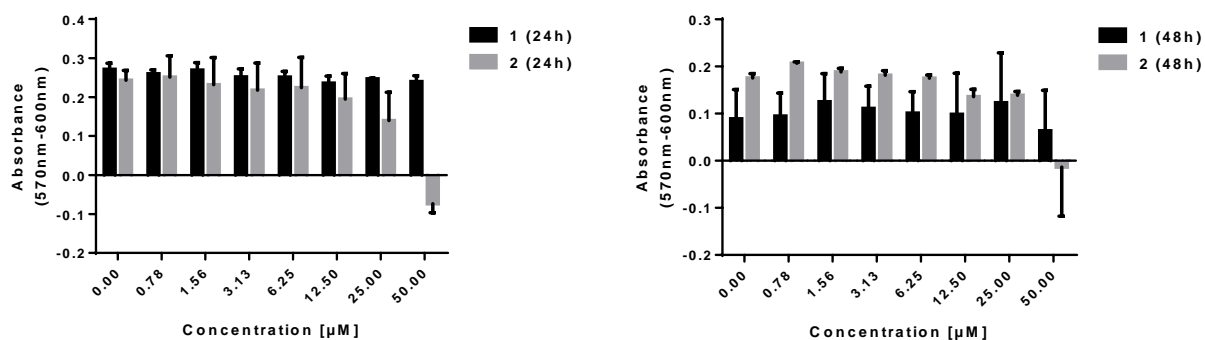 0.4
0.3
0.2
0.1
0.0
-0.1
-0.2
Absorbance
(570nm-600nm)
0.00
0.78
1.56
3.13
6.25
12.50
25.00
50.00
Concentration [µM]
1 (24h)
2 (24h)
0.3
0.2
0.1
0.0
-0.1
-0.2
Absorbance
(570nm-600nm)
0.00
0.78
1.56
3.13
6.25
12.50
25.00
50.00
Concentration [µM]
1 (48h)
2 (48h)